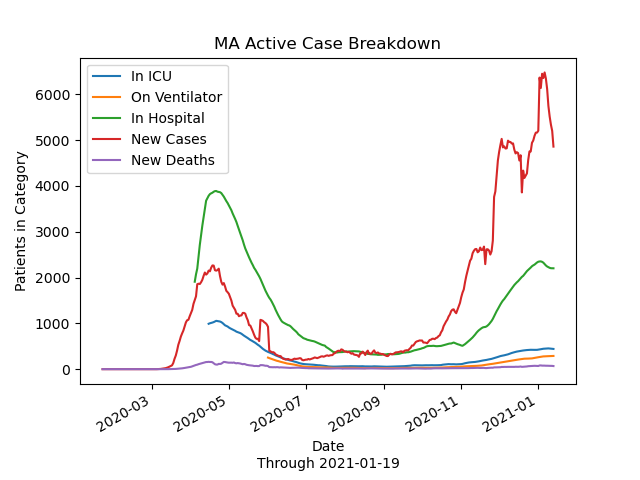 MA Active Case Breakdown
In ICU
On Ventilator
In Hospital
New Cases
New Deaths
Patients in Category
6000
5000
4000
3000
2000
1000
0
2020-03
2020-05
2020-07
2020-09
2020-11
2021-01
Date
Through 2021-01-19